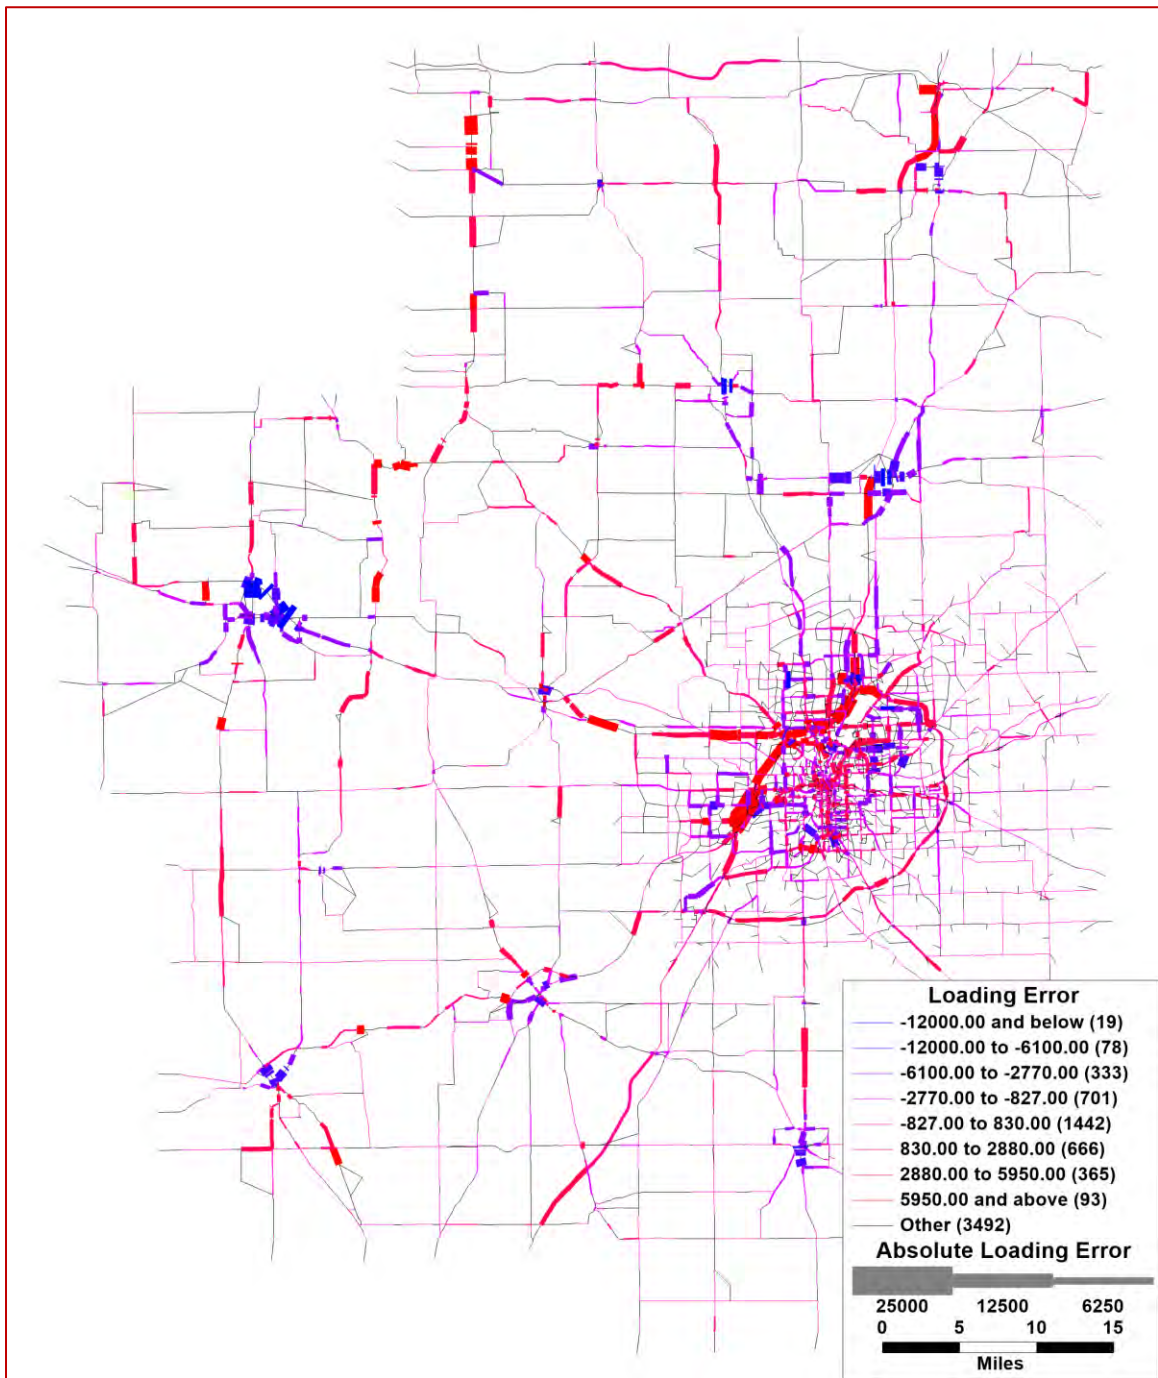 Loading Error
-12000.00 and below (19)
-12000.00 to -6100.00 (78)
-6100.00 to -2770.00 (333)
-2770.00 to -827.00 (701)
-827.00 to 830.00 (1442)
830.00 to 2880.00 (666)
2880.00 to 5950.00 (365)
5950.00 and above (93)
Other (3492)
Absolute Loading Error
25000 12500 6250
0 5 10 15
Miles